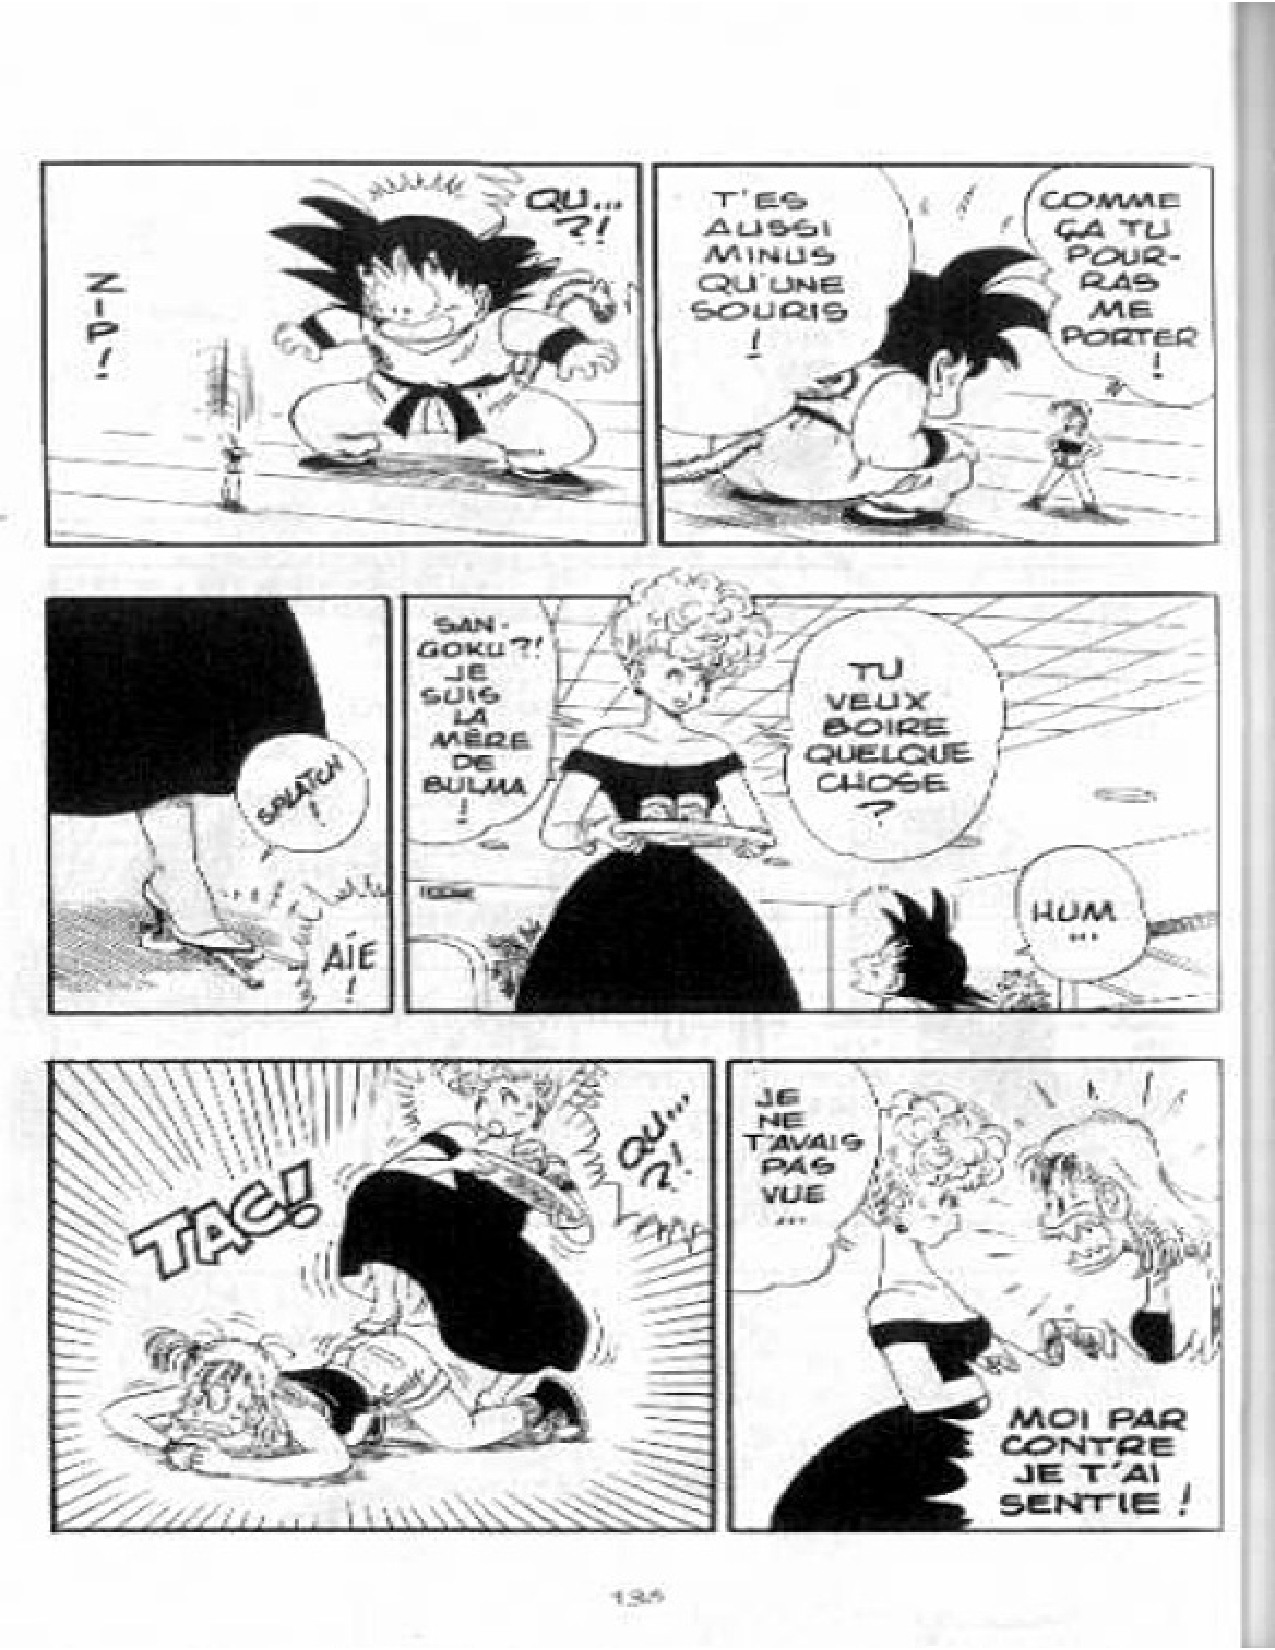 QU...
?!
Z
I
P
!
T'ES
AUSSI
MINUS
QU'UNE
SOURIS
!
COMME
ÇA TU
POUR-
RAS
ME
PORTER
!
SPLATCH
!
AÏE
!
SAN-
GOKU?!
JE
SUIS
LA
MÈRE
DE
BULMA
!
TU
VEUX
BOIRE
QUELQUE
CHOSE
?
HUM
...
TAC!
QU...
?!
JE
NE
T'AVAIS
PAS
VUE
...
MOI PAR
CONTRE
JE T'AI
SENTIE !
135